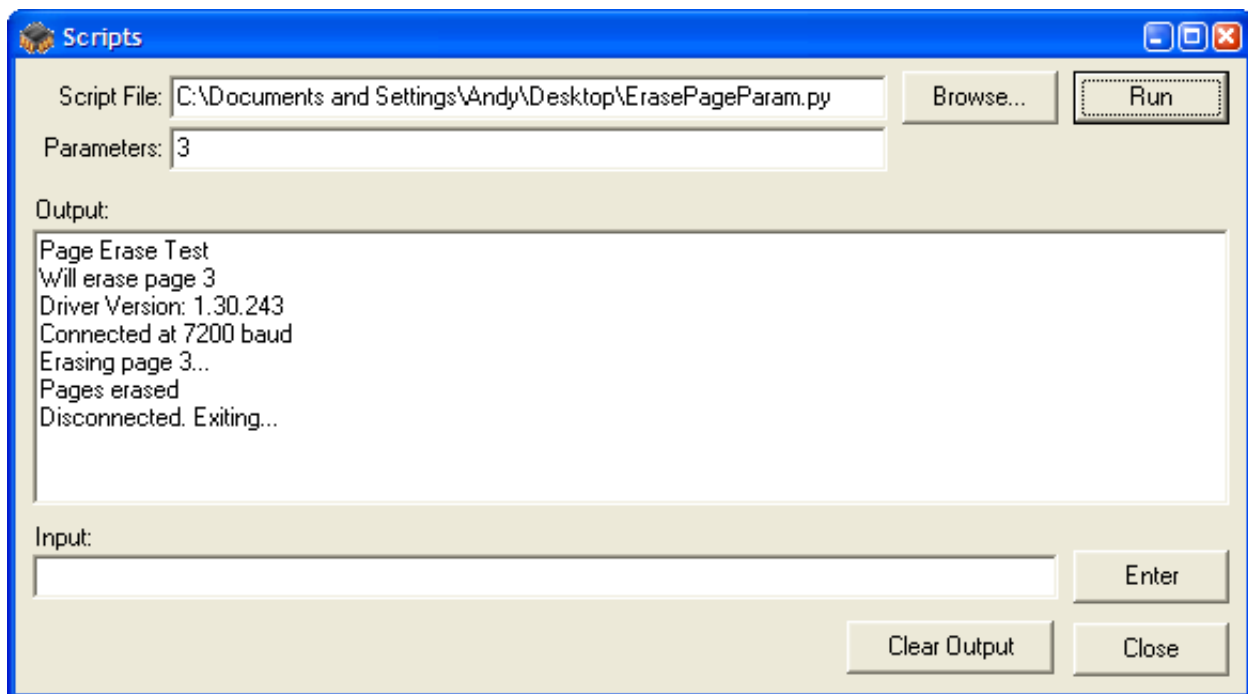 Scripts
Script File: C:\Documents and Settings\Andy\Desktop\ErasePageParam.py Browse... Run
Parameters: 3
Output:
Page Erase Test
Will erase page 3
Driver Version: 1.30.243
Connected at 7200 baud
Erasing page 3...
Pages erased
Disconnected. Exiting...
Input:
Enter
Clear Output Close